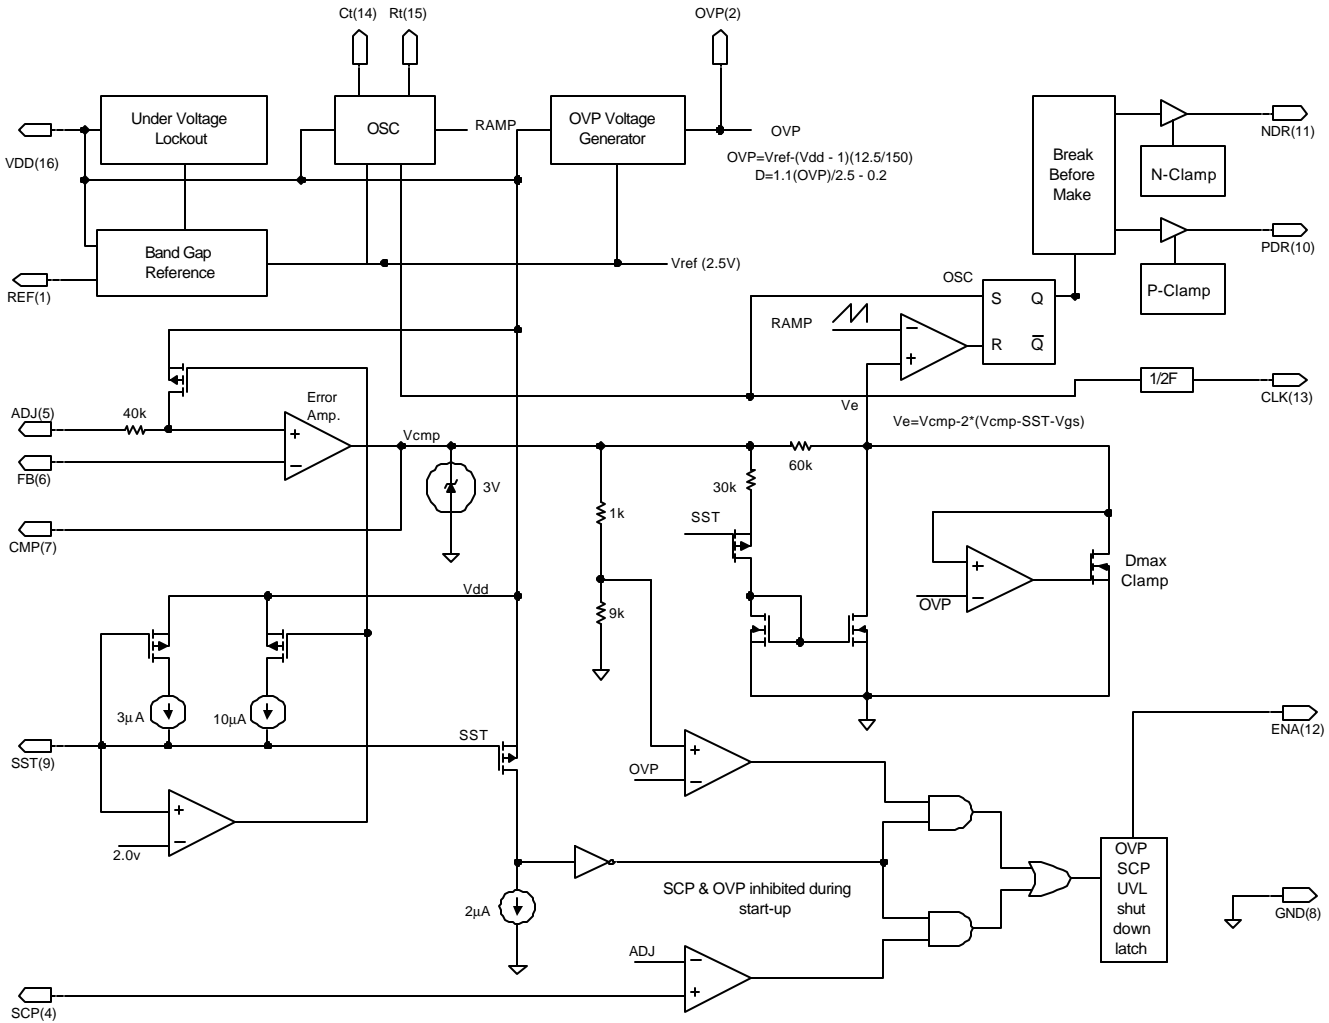 Ct(14)
Rt(15)
OVP(2)
Under Voltage
Lockout
OSC
RAMP
OVP Voltage
Generator
OVP
OVP=Vref-(Vdd - 1)(12.5/150)
D=1.1(OVP)/2.5 - 0.2
VDD(16)
Break
Before
Make
NDR(11)
N-Clamp
Band Gap
Reference
Vref (2.5V)
REF(1)
PDR(10)
P-Clamp
OSC
S
Q
R
Q̅
RAMP
−
+
1/2F
CLK(13)
ADJ(5)
40k
Error
Amp.
+
−
Vcmp
Ve
Ve=Vcmp-2*(Vcmp-SST-Vgs)
FB(6)
60k
3V
30k
1k
SST
CMP(7)
+
−
OVP
Dmax
Clamp
Vdd
9k
3µA
10µA
SST(9)
SST
+
−
OVP
ENA(12)
+
−
2.0v
SCP & OVP inhibited during
start-up
2µA
OVP
SCP
UVL
shut
down
latch
GND(8)
ADJ
−
+
SCP(4)